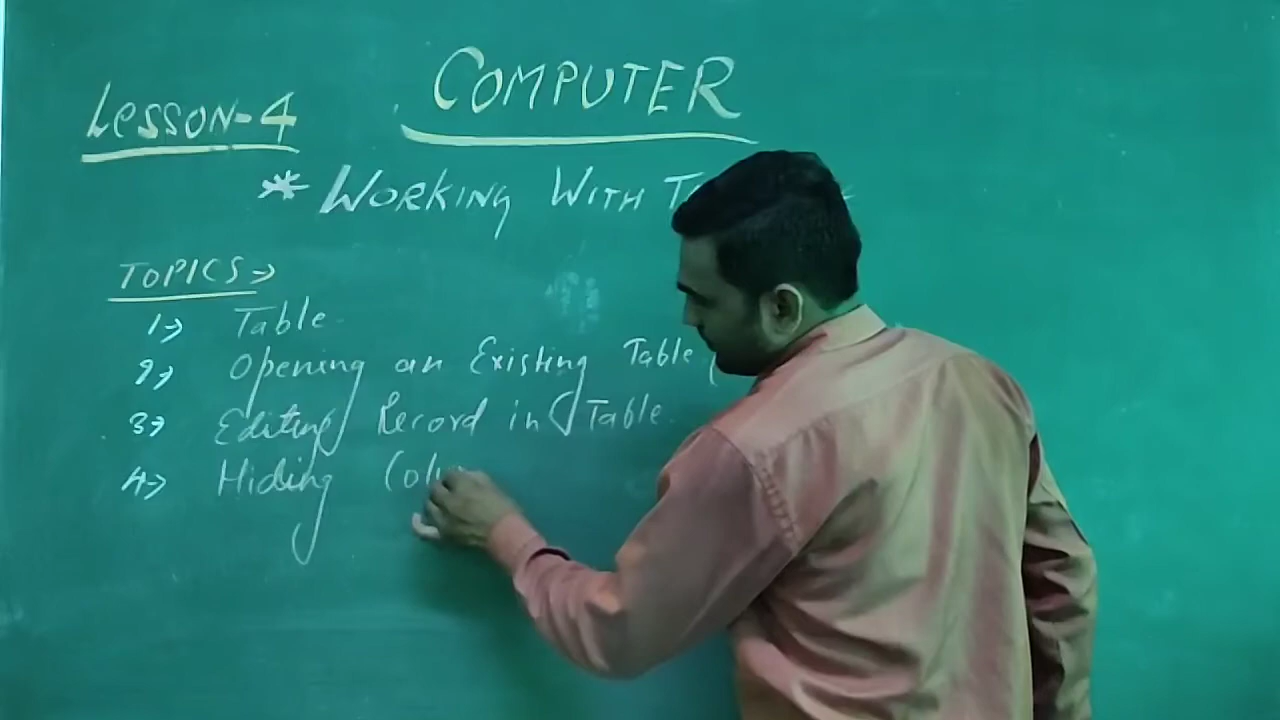 COMPUTER
LESSON-4
* WORKING WITH
TOPICS →
1→ Table.
2→ Opening an Existing Table
3→ Editing Record in Table.
4→ Hiding